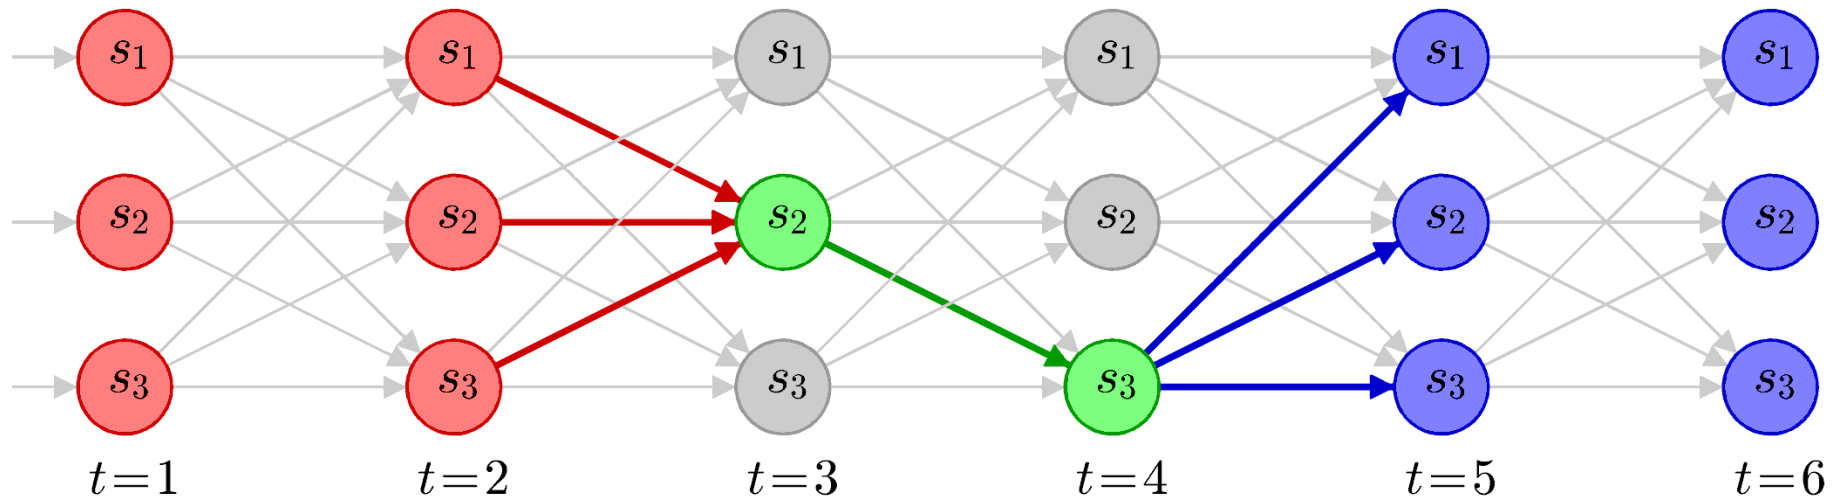 s1 s1 s1 s1 s1 s1
s2 s2 s2 s2 s2 s2
s3 s3 s3 s3 s3 s3
t=1 t=2 t=3 t=4 t=5 t=6